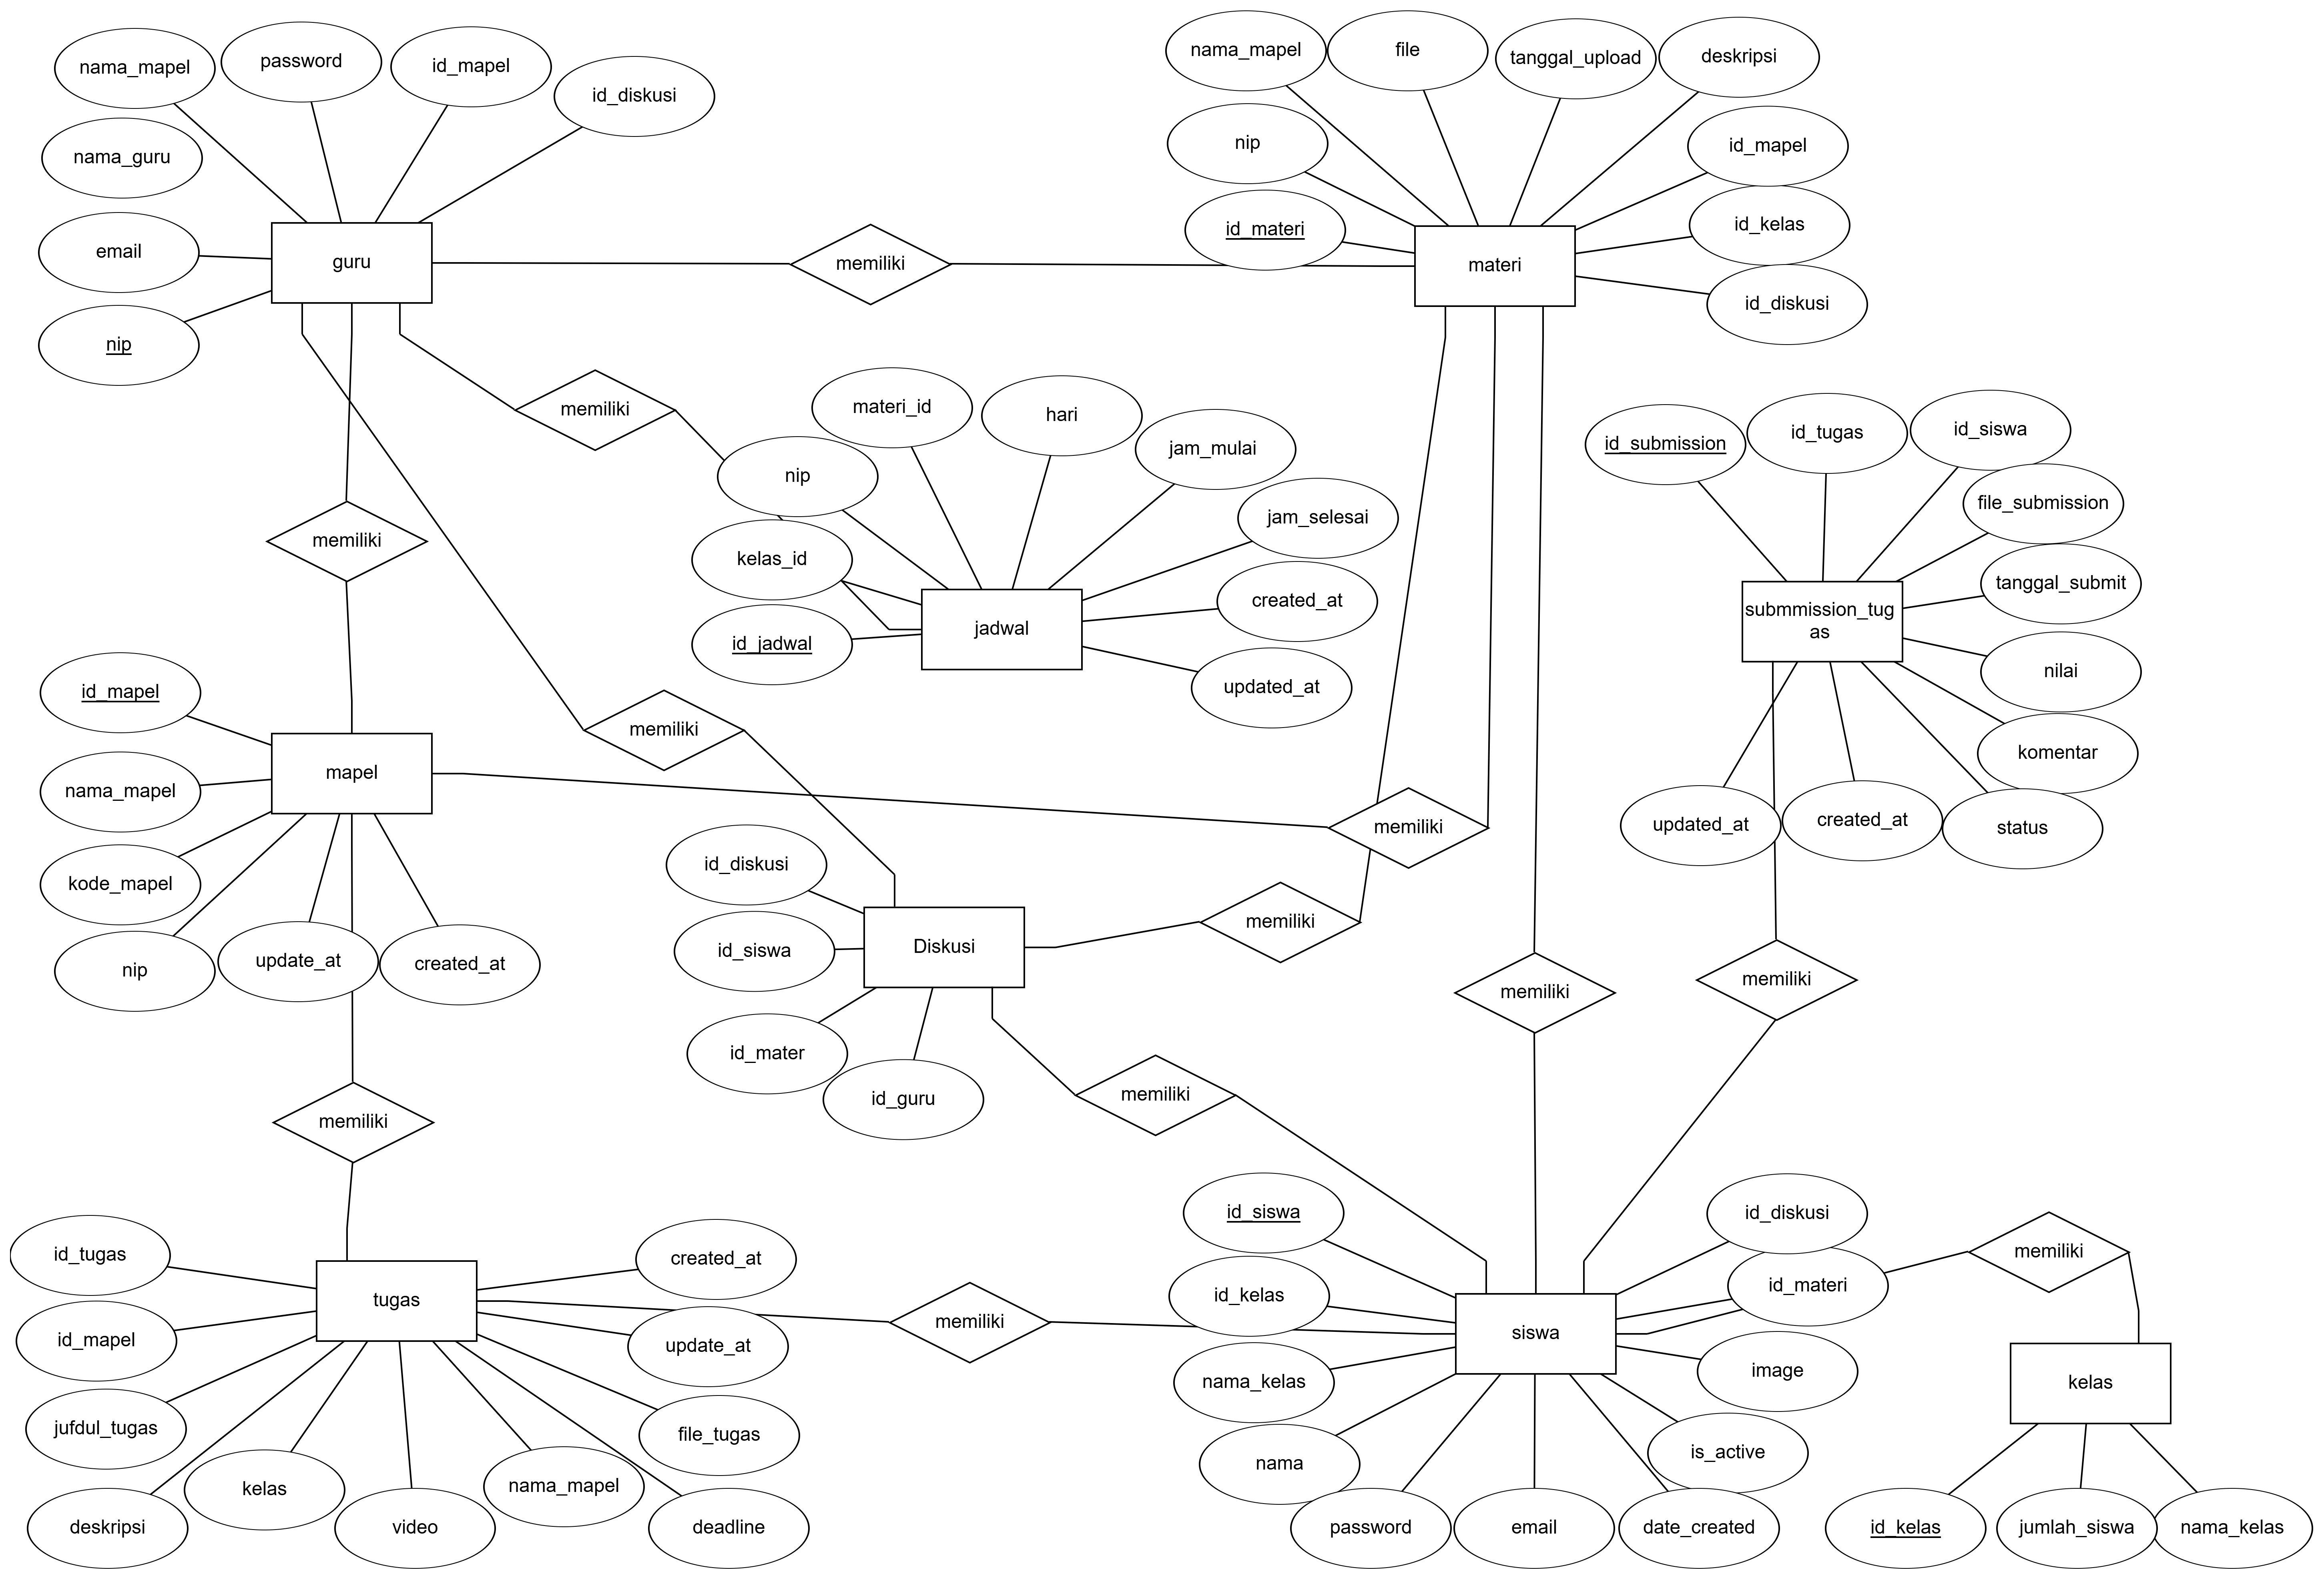 nama_mapel
password
id_mapel
id_diskusi
nama_guru
email
guru
nip
memiliki
nama_mapel
file
tanggal_upload
deskripsi
nip
id_mapel
id_materi
id_kelas
materi
id_diskusi
memiliki
materi_id
hari
jam_mulai
nip
jam_selesai
kelas_id
created_at
id_jadwal
jadwal
updated_at
id_submission
id_tugas
id_siswa
file_submission
tanggal_submit
submmission_tug
as
nilai
komentar
updated_at
created_at
status
memiliki
id_mapel
nama_mapel
mapel
kode_mapel
nip
update_at
created_at
memiliki
memiliki
id_diskusi
id_siswa
Diskusi
memiliki
id_mater
id_guru
memiliki
memiliki
memiliki
memiliki
id_tugas
created_at
id_mapel
tugas
update_at
jufdul_tugas
file_tugas
kelas
nama_mapel
deskripsi
video
deadline
memiliki
memiliki
id_siswa
id_diskusi
id_kelas
id_materi
siswa
nama_kelas
image
nama
is_active
password
email
date_created
memiliki
kelas
id_kelas
jumlah_siswa
nama_kelas